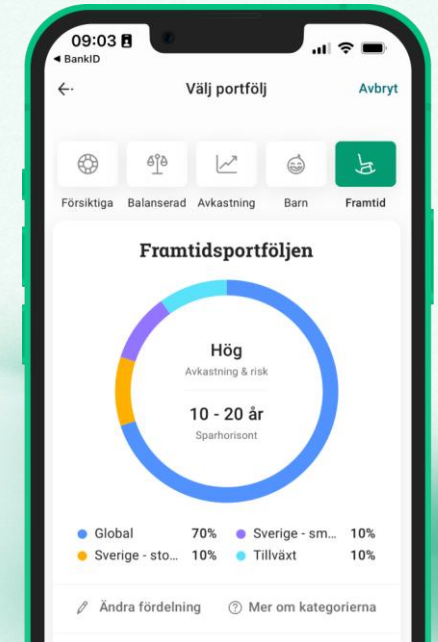 09:03
◀ BankID
Välj portfölj
Avbryt
Försiktiga Balanserad Avkastning Barn Framtid
Framtidsportföljen
Hög
Avkastning & risk
10 - 20 år
Sparhorisont
Global 70% Sverige - sm... 10%
Sverige - sto... 10% Tillväxt 10%
Ändra fördelning Mer om kategorierna